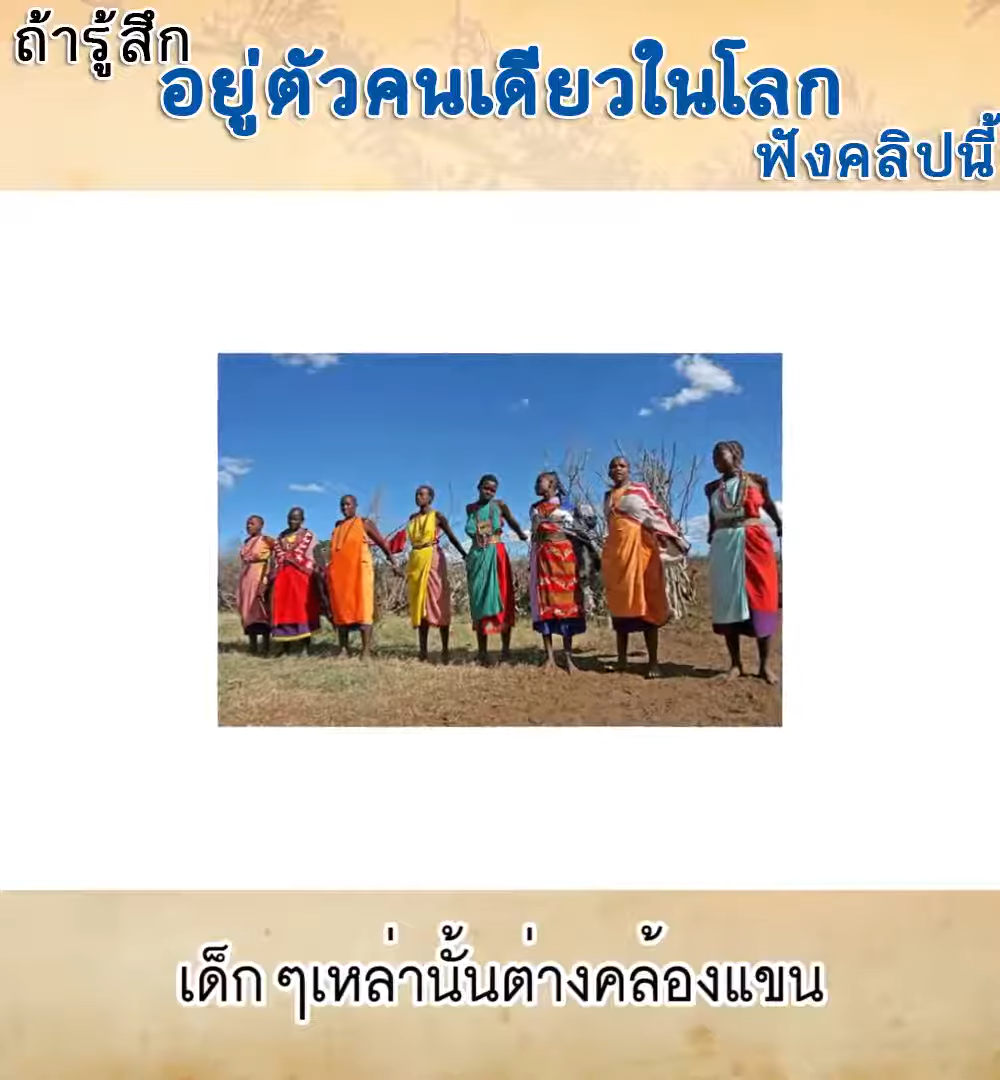 ถ้ารู้สึก
อยู่ตัวคนเดียวในโลก
ฟังคลิปนี้
เด็ก ๆเหล่านั้นต่างคล้องแขน